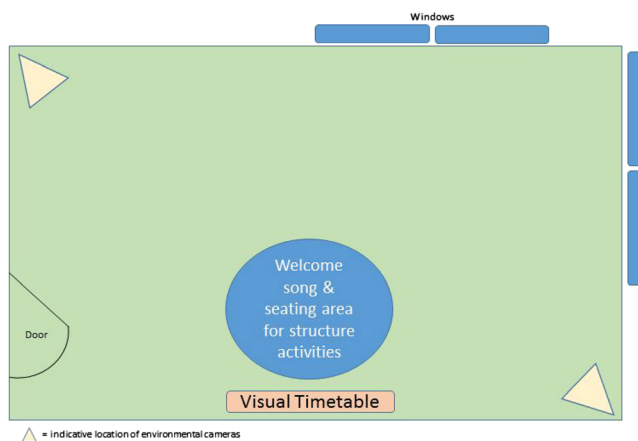 Windows
Welcome
song &
seating area
for structure
activities
Door
Visual Timetable
= indicative location of environmental cameras